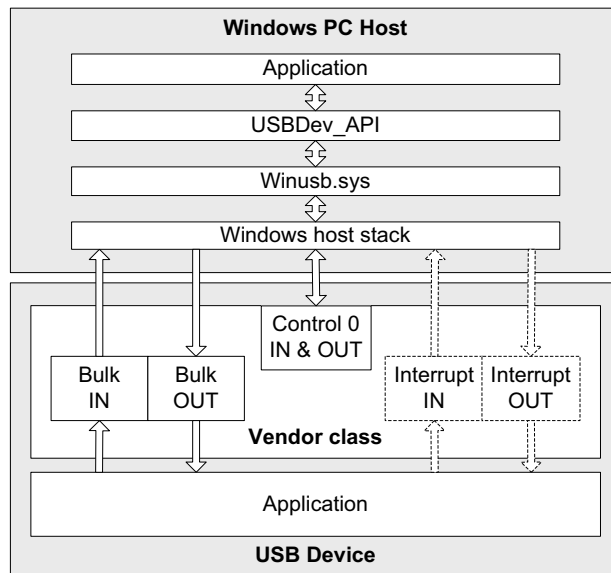 Windows PC Host
Application
USBDev_API
Winusb.sys
Windows host stack
Control 0
IN & OUT
Bulk
IN
Bulk
OUT
Interrupt
IN
Interrupt
OUT
Vendor class
Application
USB Device